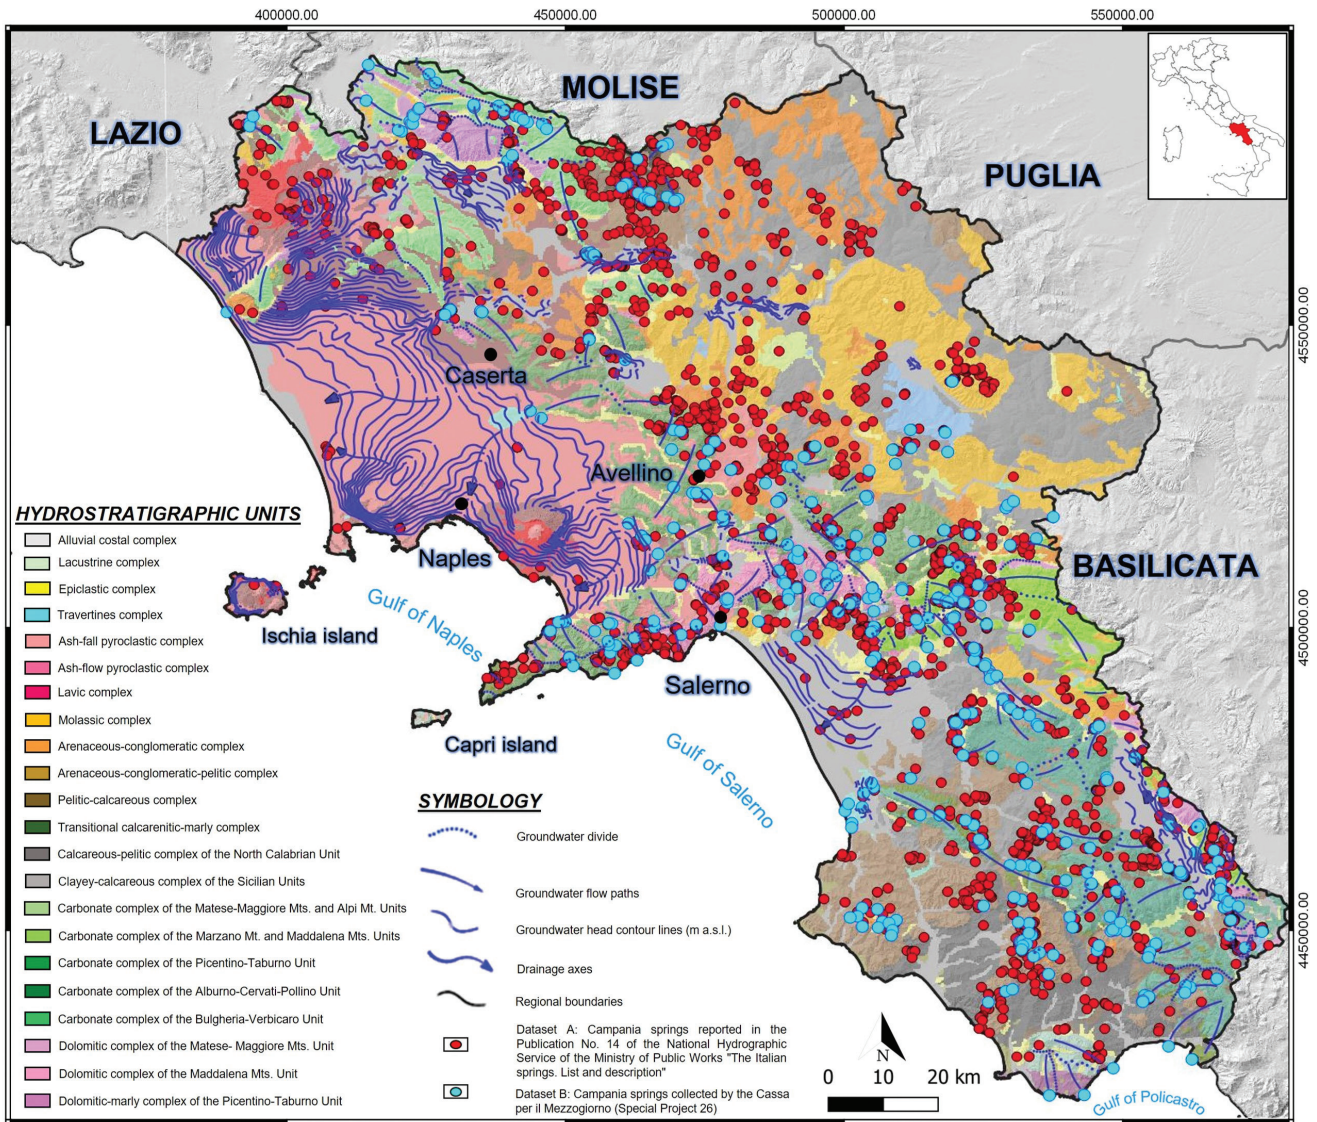 400000.00
450000.00
500000.00
550000.00
MOLISE
LAZIO
PUGLIA
4550000.00
Caserta
Avellino
HYDROSTRATIGRAPHIC UNITS
Alluvial costal complex
Lacustrine complex
Epiclastic complex
Travertines complex
Ash-fall pyroclastic complex
Ash-flow pyroclastic complex
Lavic complex
Molassic complex
Arenaceous-conglomeratic complex
Arenaceous-conglomeratic-pelitic complex
Pelitic-calcareous complex
Transitional calcarenitic-marly complex
Calcareous-pelitic complex of the North Calabrian Unit
Clayey-calcareous complex of the Sicilian Units
Carbonate complex of the Matese-Maggiore Mts. and Alpi Mt. Units
Carbonate complex of the Marzano Mt. and Maddalena Mts. Units
Carbonate complex of the Picentino-Taburno Unit
Carbonate complex of the Alburno-Cervati-Pollino Unit
Carbonate complex of the Bulgheria-Verbicaro Unit
Dolomitic complex of the Matese- Maggiore Mts. Unit
Dolomitic complex of the Maddalena Mts. Unit
Dolomitic-marly complex of the Picentino-Taburno Unit
Naples
BASILICATA
Gulf of Naples
Ischia island
4500000.00
Salerno
Capri island
Gulf of Salerno
SYMBOLOGY
Groundwater divide
Groundwater flow paths
Groundwater head contour lines (m a.s.l.)
Drainage axes
Regional boundaries
Dataset A: Campania springs reported in the
Publication No. 14 of the National Hydrographic
Service of the Ministry of Public Works "The Italian
springs. List and description"
Dataset B: Campania springs collected by the Cassa
per il Mezzogiorno (Special Project 26)
4450000.00
N
0 10 20 km
Gulf of Policastro